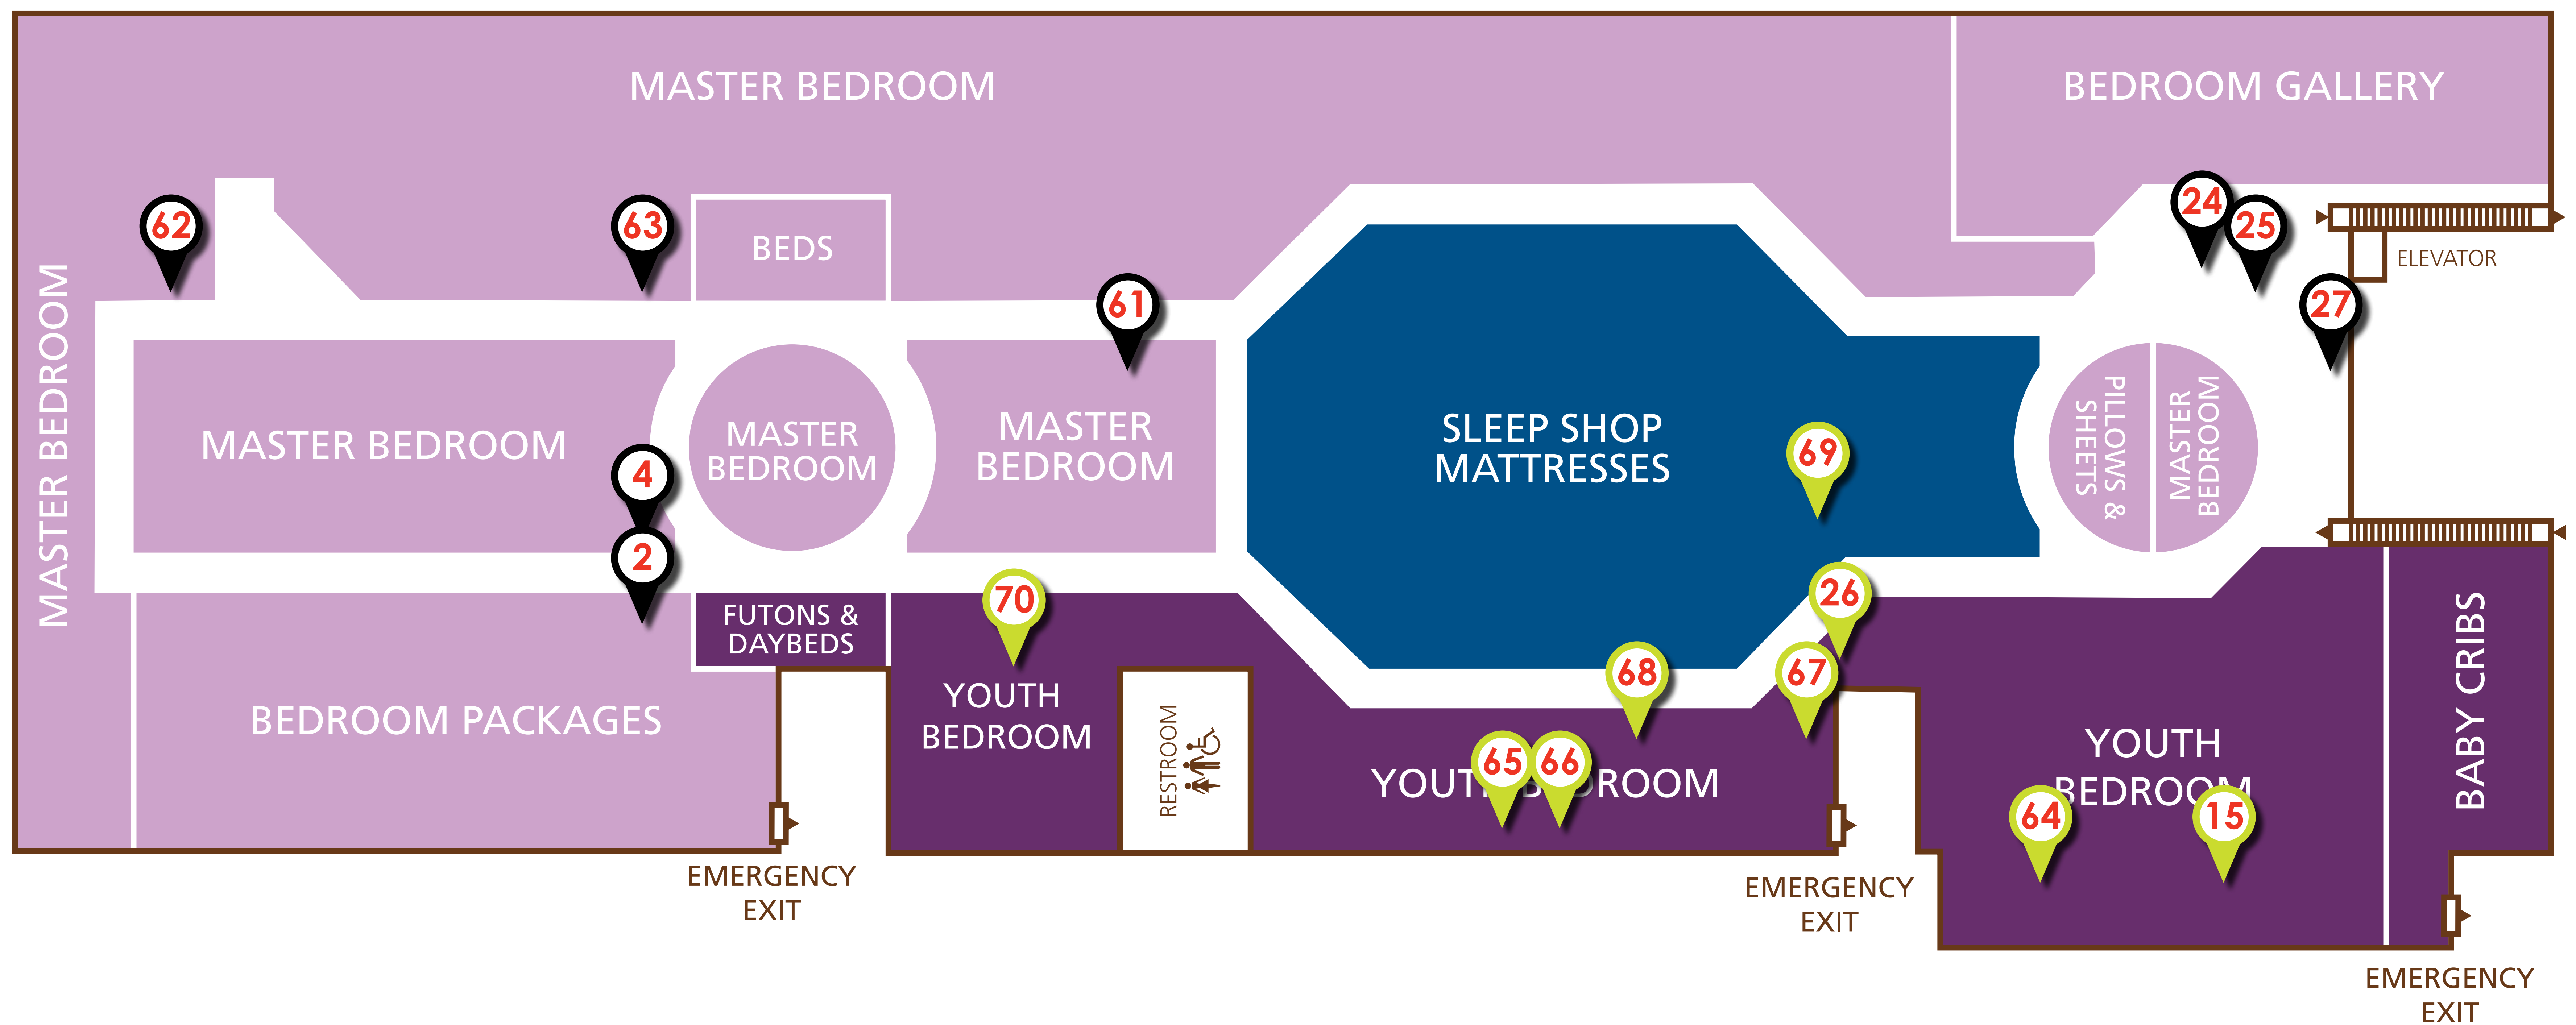 MASTER BEDROOM
BEDROOM GALLERY
24
25
62
63
BEDS
ELEVATOR
61
27
MASTER BEDROOM
MASTER BEDROOM
MASTER
BEDROOM
MASTER
BEDROOM
SLEEP SHOP
MATTRESSES
69
PILLOWS &
SHEETS
MASTER
BEDROOM
4
2
70
FUTONS &
DAYBEDS
26
BEDROOM PACKAGES
YOUTH
BEDROOM
RESTROOM
68
67
65
66
YOUTH BEDROOM
YOUTH
BEDROOM
64
15
BABY CRIBS
EMERGENCY
EXIT
EMERGENCY
EXIT
EMERGENCY
EXIT